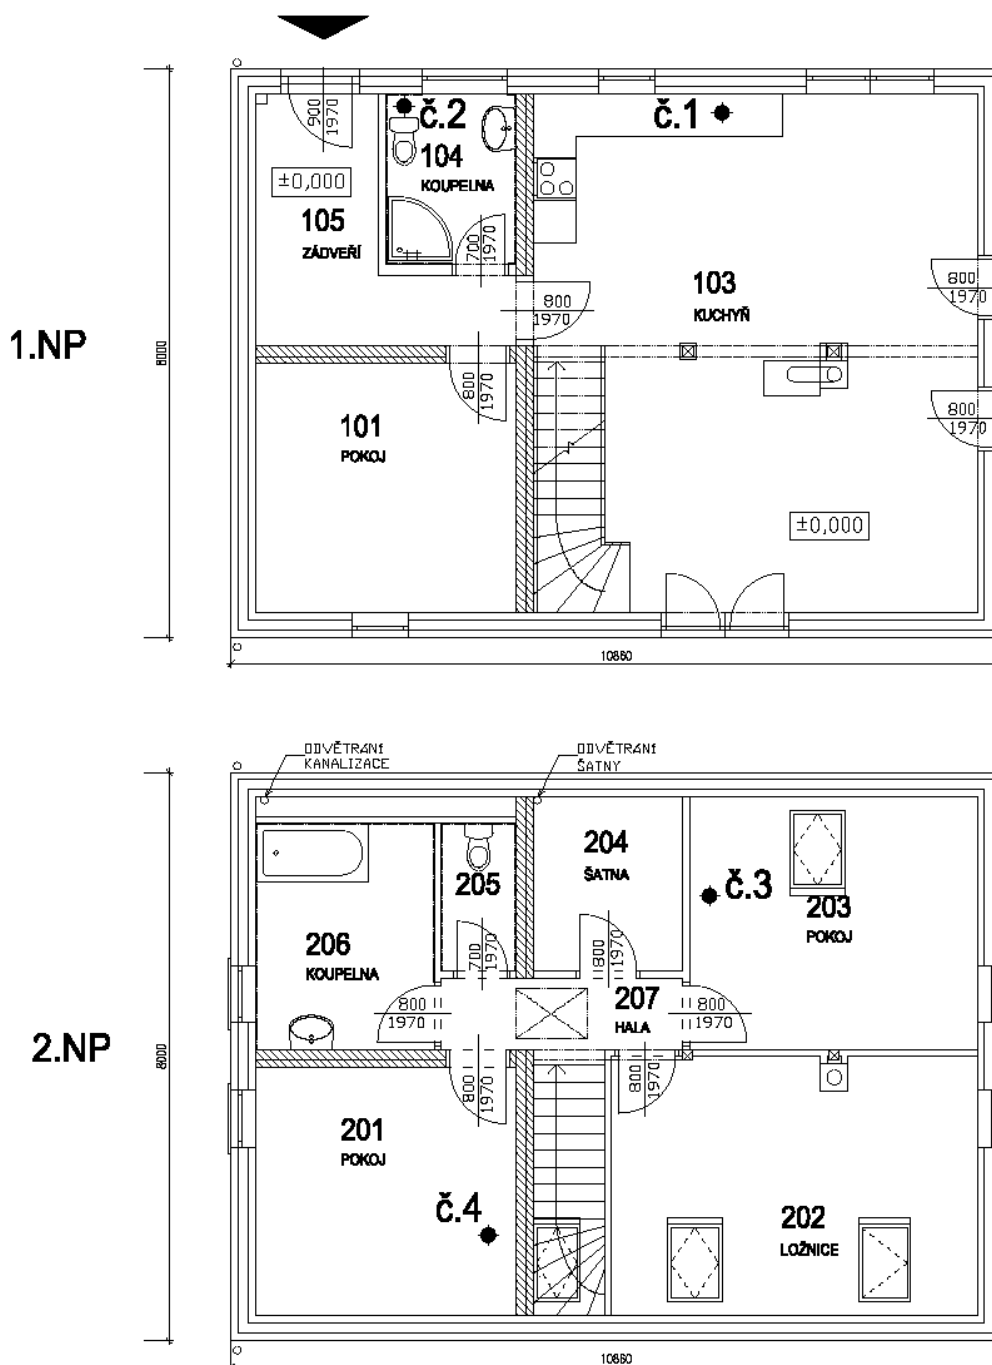 č.2
č.1
900
1970
104
KOUPELNA
±0,000
105
ZÁDVEŘÍ
700
1970
103
KUCHYŇ
800
1970
800
1970
1.NP
8000
800
1970
101
POKOJ
800
1970
±0,000
10860
ODVĚTRÁNÍ
KANALIZACE
ODVĚTRÁNÍ
ŠATNY
204
ŠATNA
205
č.3
203
POKOJ
206
KOUPELNA
700
1970
800
1970
207
HALA
800
1970
800
1970
2.NP
8000
800
1970
800
1970
201
POKOJ
č.4
202
LOŽNICE
10860